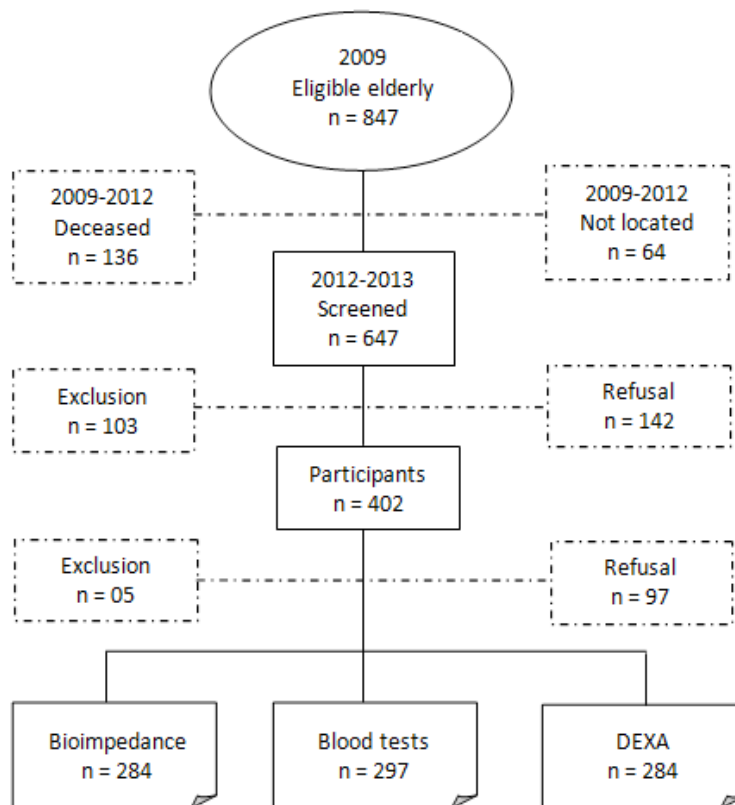 2009
Eligible elderly
n = 847
2009-2012
Deceased
n = 136
2009-2012
Not located
n = 64
2012-2013
Screened
n = 647
Exclusion
n = 103
Refusal
n = 142
Participants
n = 402
Exclusion
n = 05
Refusal
n = 97
Bioimpedance
n = 284
Blood tests
n = 297
DEXA
n = 284